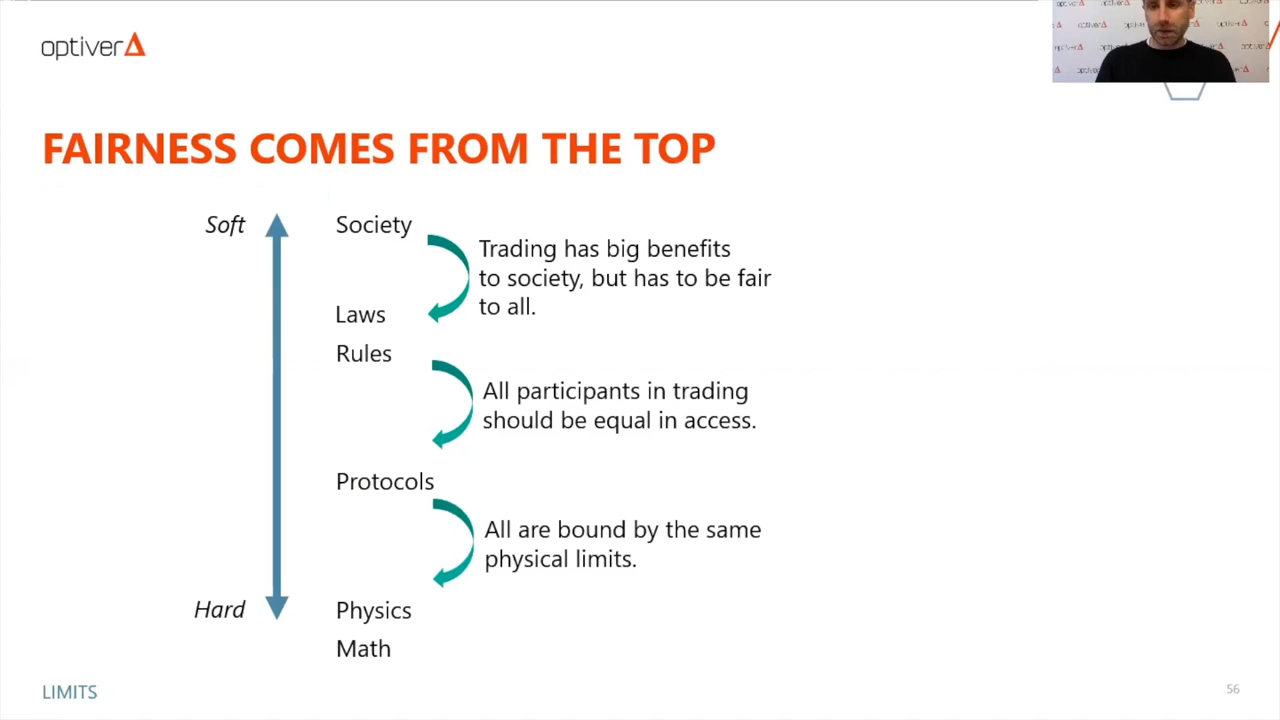 optiver
FAIRNESS COMES FROM THE TOP
Soft
Society
Trading has big benefits
to society, but has to be fair
to all.
Laws
Rules
All participants in trading
should be equal in access.
Protocols
All are bound by the same
physical limits.
Hard
Physics
Math
LIMITS
56